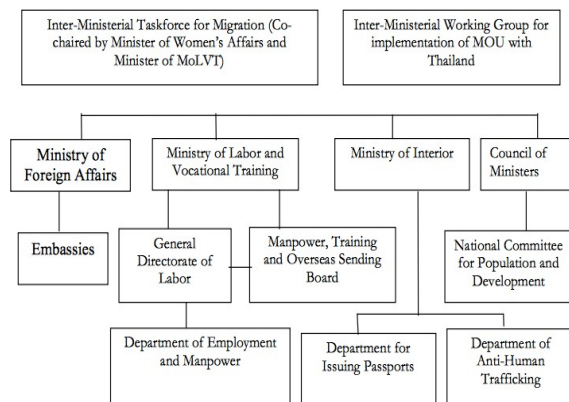 Inter-Ministerial Taskforce for Migration (Co-
chaired by Minister of Women's Affairs and
Minister of MoLVT)
Inter-Ministerial Working Group for
implementation of MOU with
Thailand
Ministry of
Foreign Affairs
Ministry of Labor and
Vocational Training
Ministry of Interior
Council of
Ministers
Embassies
General
Directorate of
Labor
Manpower, Training
and Overseas Sending
Board
National Committee
for Population and
Development
Department of Employment
and Manpower
Department for
Issuing Passports
Department of
Anti-Human
Trafficking